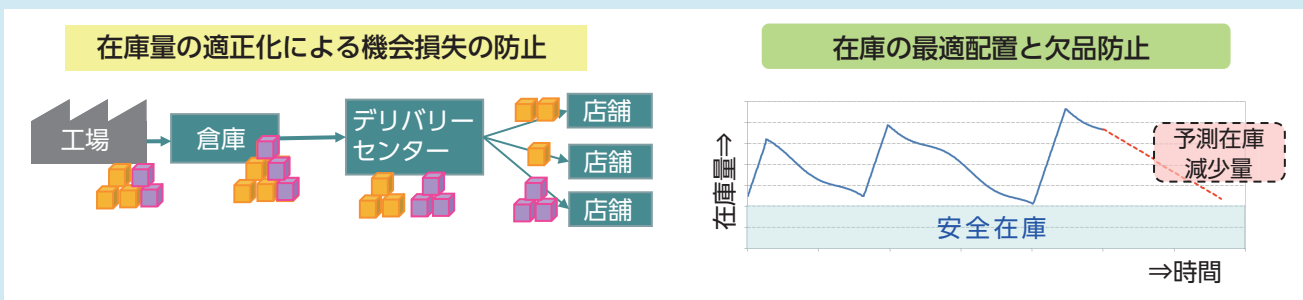 在庫量の適正化による機会損失の防止
工場
倉庫
デリバリー
センター
店舗
店舗
店舗
在庫の最適配置と欠品防止
在庫量⇒
予測在庫
減少量
安全在庫
⇒時間